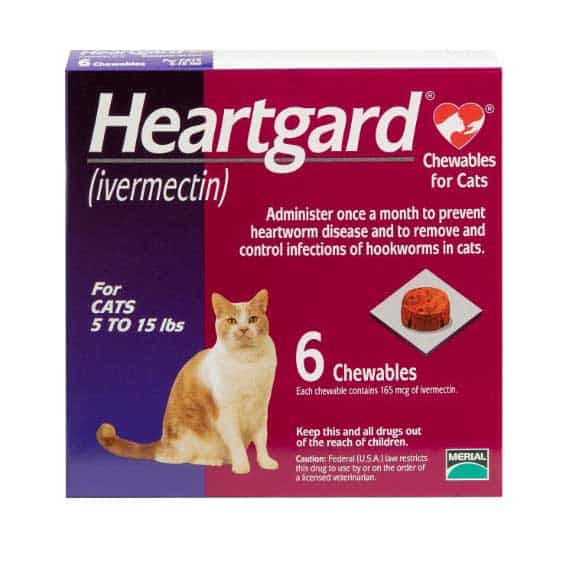 6 Chewables
Heartgard®
®
(ivermectin)
Chewables
for Cats
Administer once a month to prevent
heartworm disease and to remove and
control infections of hookworms in cats.
For
CATS
5 TO 15 lbs
6 Chewables
Each chewable contains 165 mcg of ivermectin.
Keep this and all drugs out
of the reach of children.
Caution: Federal (U.S.A.) law restricts
this drug to use by or on the order of
a licensed veterinarian.
MERIAL